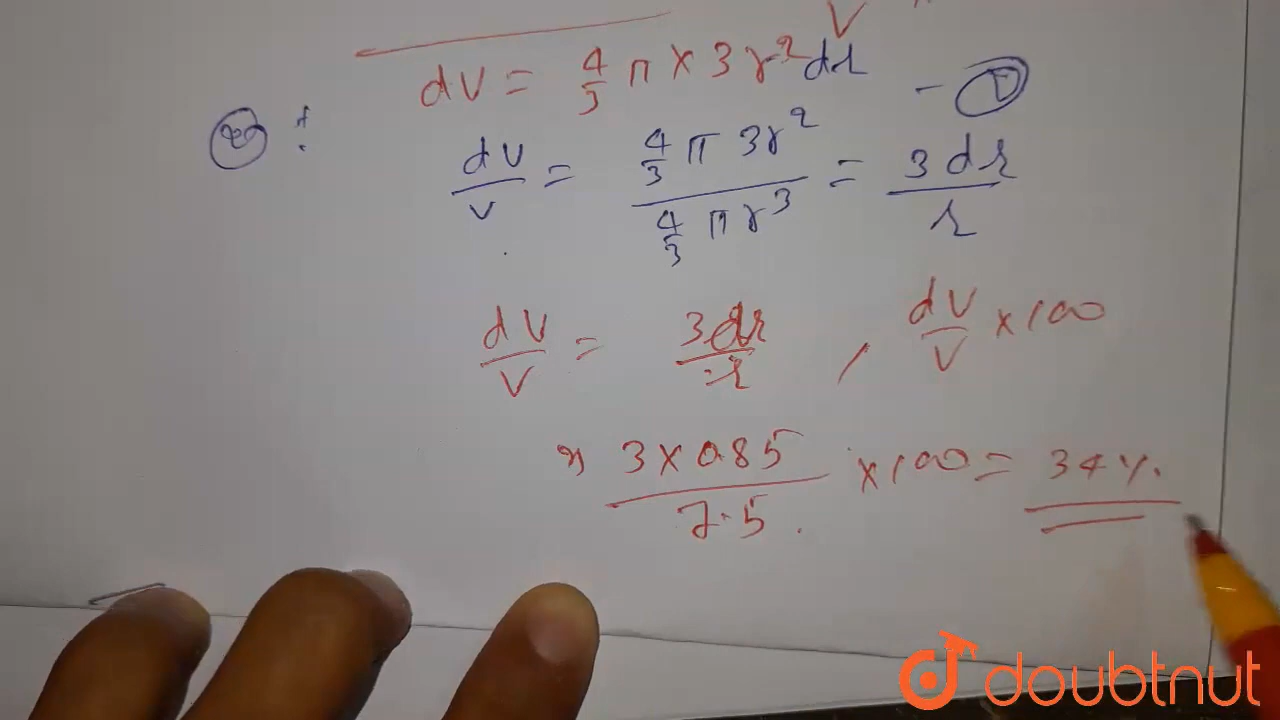 V
dV = 4/3 π × 3r² dr - (V)
dV/V = 4/3 π 3r² / 4/3 π r³ = 3dr/r
dV/V = 3dr/r , dV/V × 100
3 × 0.85 / 7.5 × 100 = 34%.
doubtnut